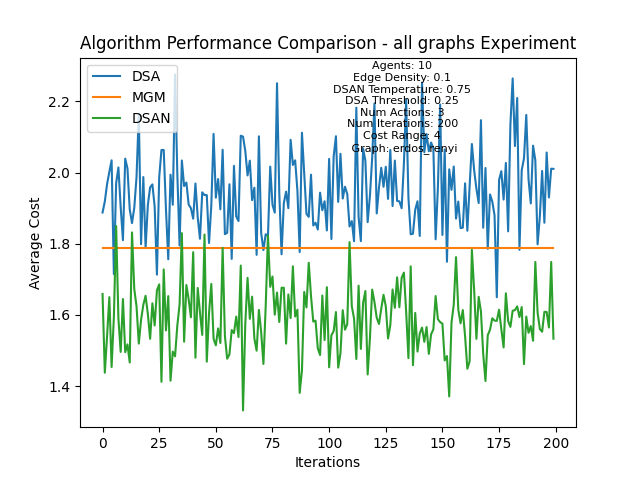 Algorithm Performance Comparison - all graphs Experiment
DSA
MGM
DSAN
Agents: 10
Edge Density: 0.1
DSAN Temperature: 0.75
DSA Threshold: 0.25
Num Actions: 3
Num Iterations: 200
Cost Range: 4
Graph: erdos_renyi
Average Cost
2.2
2.0
1.8
1.6
1.4
0
25
50
75
100
125
150
175
200
Iterations